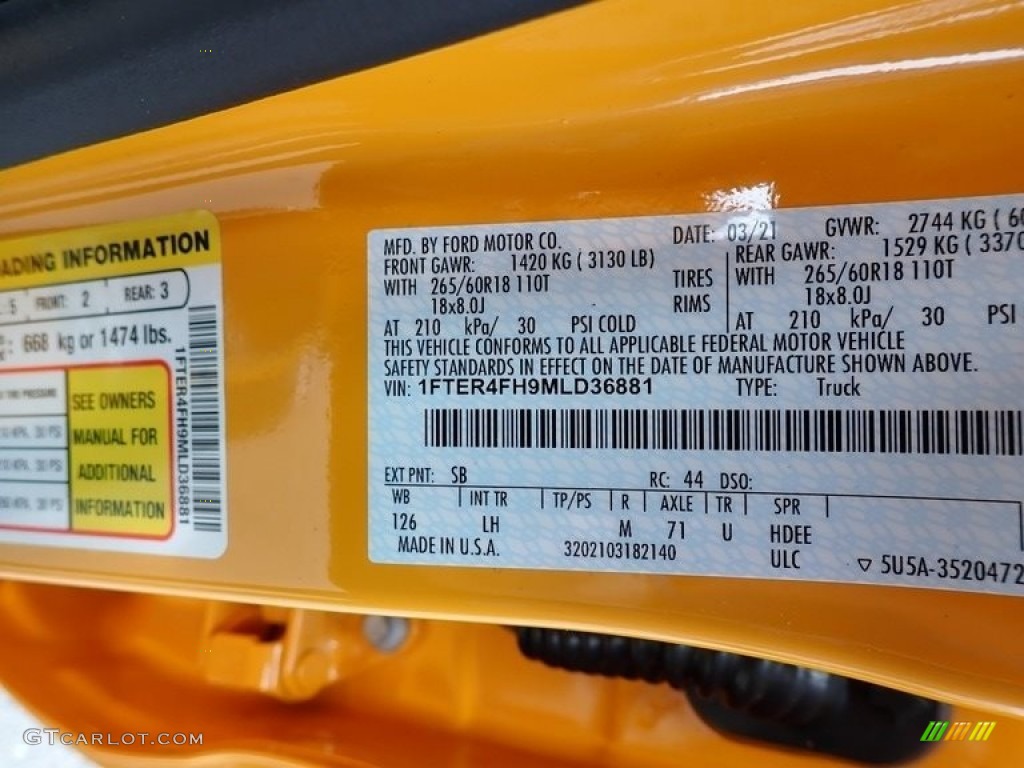 ADING INFORMATION
5 FRONT: 2 REAR: 3
668 kg or 1474 lbs.
SEE OWNERS
MANUAL FOR
ADDITIONAL
INFORMATION
1FTER4FH9MLD36881
MFD. BY FORD MOTOR CO. DATE: 03/21 GVWR: 2744 KG ( 60
FRONT GAWR: 1420 KG ( 3130 LB) REAR GAWR: 1529 KG ( 3370
WITH 265/60R18 110T TIRES WITH 265/60R18 110T
18x8.0J RIMS 18x8.0J
AT 210 kPa/ 30 PSI COLD AT 210 kPa/ 30 PSI
THIS VEHICLE CONFORMS TO ALL APPLICABLE FEDERAL MOTOR VEHICLE
SAFETY STANDARDS IN EFFECT ON THE DATE OF MANUFACTURE SHOWN ABOVE.
VIN: 1FTER4FH9MLD36881 TYPE: Truck
EXT PNT: SB RC: 44 DSO:
WB INT TR TP/PS R AXLE TR SPR
126 LH M 71 U HDEE
MADE IN U.S.A. 3202103182140 ULC ▽ 5U5A-3520472
GTCARLOT.COM